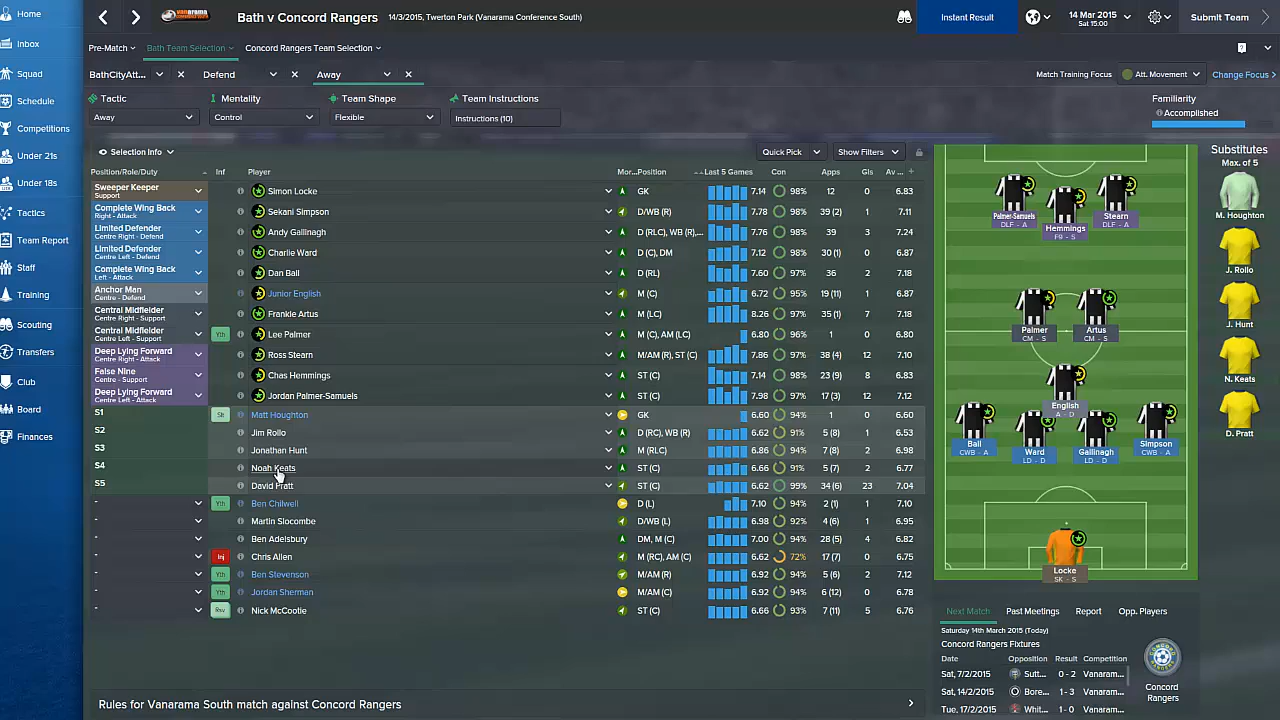 Home
Inbox
Squad
Schedule
Competitions
Under 21s
Under 18s
Tactics
Team Report
Staff
Training
Scouting
Transfers
Club
Board
Finances
Bath v Concord Rangers 14/3/2015, Twerton Park (Vanarama Conference South)
Instant Result
14 Mar 2015
Sat 15:00
Submit Team
Pre-Match Bath Team Selection Concord Rangers Team Selection
BathCityAtt... Defend Away
Match Training Focus Att. Movement Change Focus >
Tactic Mentality Team Shape Team Instructions
Away Control Flexible Instructions (10)
Familiarity
Accomplished
Selection Info Quick Pick Show Filters
Position/Role/Duty Inf Player Mor... Position Last 5 Games Con Apps Gls Av ...
Sweeper Keeper
Support
Simon Locke GK 7.14 98% 12 0 6.83
Complete Wing Back
Right - Attack
Sekani Simpson D/WB (R) 7.78 98% 39 (2) 1 7.11
Limited Defender
Centre Right - Defend
Andy Gallinagh D (RLC), WB (R),... 7.76 98% 39 3 7.24
Limited Defender
Centre Left - Defend
Charlie Ward D (C), DM 7.64 98% 30 (1) 0 6.87
Complete Wing Back
Left - Attack
Dan Ball D (RL) 7.60 97% 36 2 7.18
Anchor Man
Centre - Defend
Junior English M (C) 6.72 95% 19 (11) 1 6.87
Central Midfielder
Centre Right - Support
Frankie Artus M (LC) 8.26 97% 35 (1) 7 7.18
Central Midfielder
Centre Left - Support
Yth Lee Palmer M (C), AM (LC) 6.80 96% 1 0 6.80
Deep Lying Forward
Centre Right - Attack
Ross Stearn M/AM (R), ST (C) 7.86 97% 38 (4) 12 7.10
False Nine
Centre - Support
Chas Hemmings ST (C) 7.14 97% 23 (9) 8 6.83
Deep Lying Forward
Centre Left - Attack
Jordan Palmer-Samuels ST (C) 7.98 97% 17 (3) 12 7.12
S1 Matt Houghton GK 6.60 94% 1 0 6.60
S2 Jim Rollo D (RC), WB (R) 6.62 91% 5 (8) 1 6.53
S3 Jonathan Hunt M (RLC) 6.86 94% 7 (8) 2 6.98
S4 Noah Keats ST (C) 6.66 91% 5 (7) 2 6.77
S5 David Pratt ST (C) 6.62 99% 34 (6) 23 7.04
- Yth Ben Chilwell D (L) 7.10 94% 2 (1) 1 7.10
- Martin Slocombe D/WB (L) 6.98 92% 4 (6) 1 6.95
- Ben Adelsbury DM, M (C) 7.00 94% 28 (5) 4 6.82
- Inj Chris Allen M (RC), AM (C) 6.62 72% 17 (7) 0 6.75
- Yth Ben Stevenson M/AM (R) 6.92 94% 5 (6) 2 7.12
- Yth Jordan Sherman M/AM (C) 6.92 94% 6 (12) 0 6.78
- Rsv Nick McCootie ST (C) 6.66 93% 7 (11) 5 6.76
Rules for Vanarama South match against Concord Rangers
Palmer-Samuels
DLF - A
Hemmings
F9 - S
Stearn
DLF - A
Palmer
CM - S
Artus
CM - S
English
A - D
Ball
CWB - A
Ward
LD - D
Gallinagh
LD - D
Simpson
CWB - A
Locke
SK - S
Substitutes
Max. of 5
M. Houghton
J. Rollo
J. Hunt
N. Keats
D. Pratt
Next Match Past Meetings Report Opp. Players
Saturday 14th March 2015 (Today)
Concord Rangers Fixtures
Date Opposition Result Competition
Sat, 7/2/2015 Sutt... 0 - 2 Vanaram...
Sat, 14/2/2015 Bore... 1 - 3 Vanaram...
Tue, 17/2/2015 Whit... 1 - 0 Vanaram...
Concord
Rangers